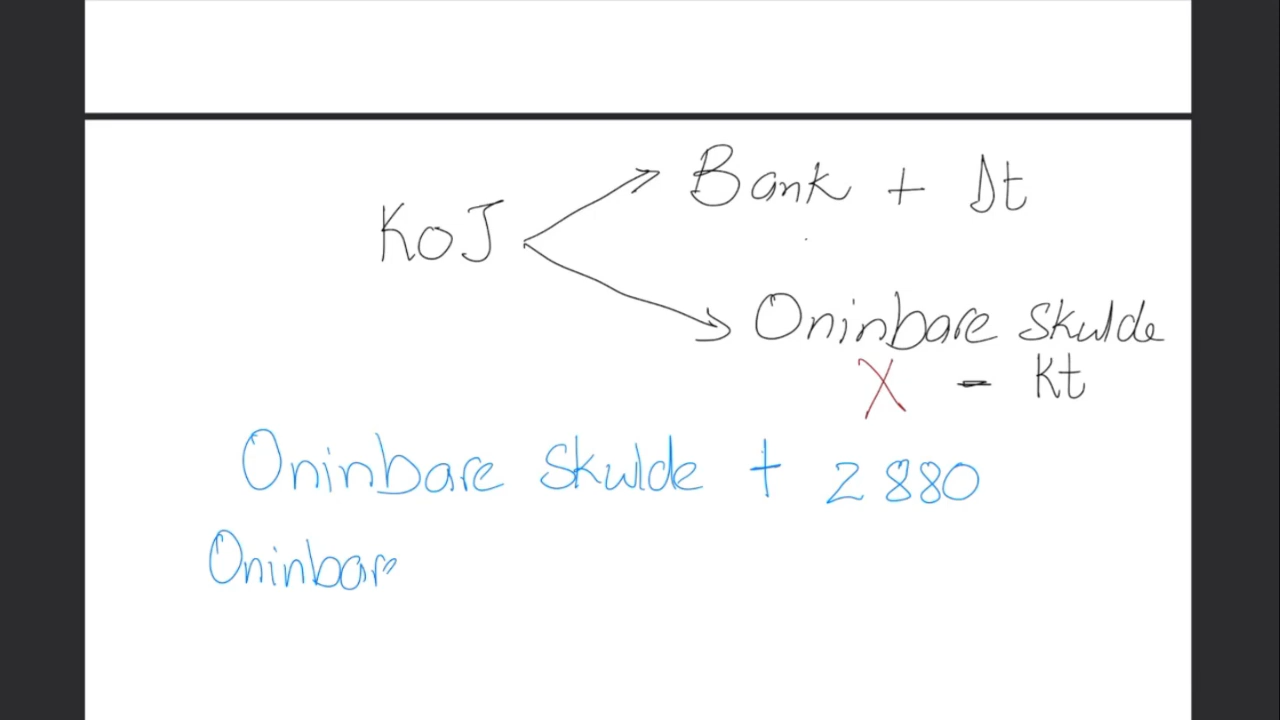 Bank + Dt
KOJ
Oninbare Skulde
X - Kt
Oninbare Skulde + 2 880
Oninbar